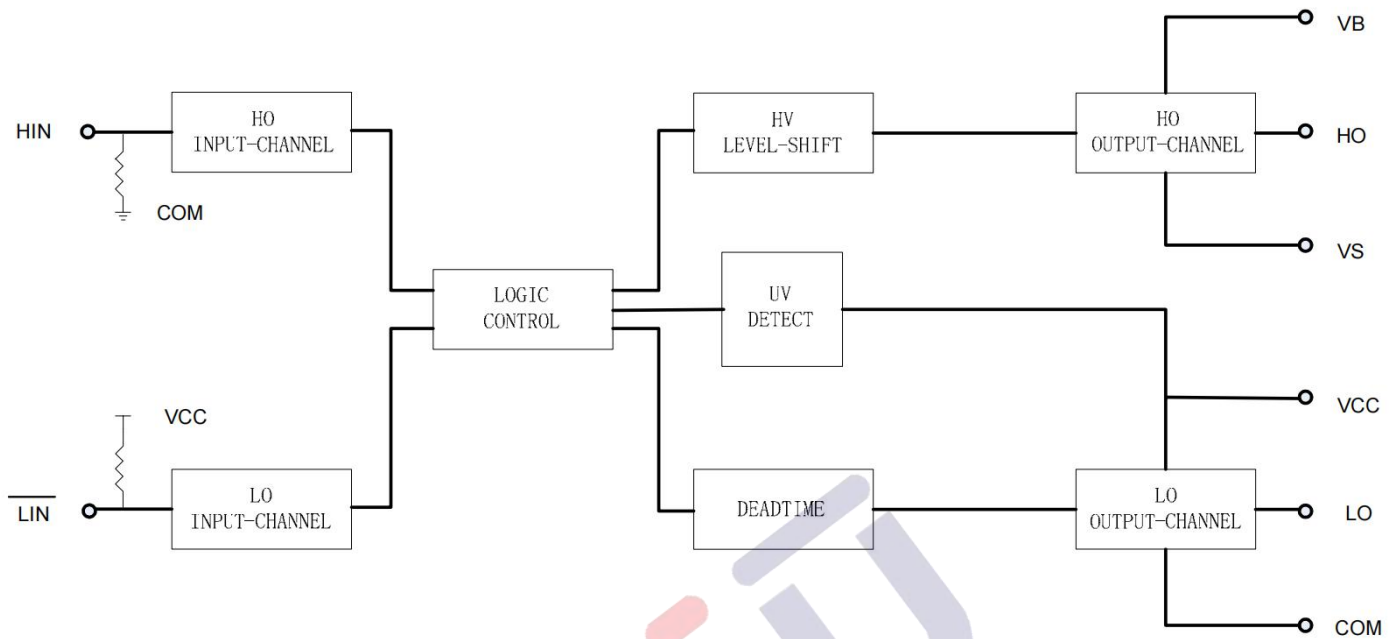 VB
HO
INPUT-CHANNEL
HV
LEVEL-SHIFT
HO
OUTPUT-CHANNEL
HIN
HO
COM
VS
LOGIC
CONTROL
UV
DETECT
VCC
VCC
LO
INPUT-CHANNEL
DEADTIME
LO
OUTPUT-CHANNEL
LIN
LO
COM